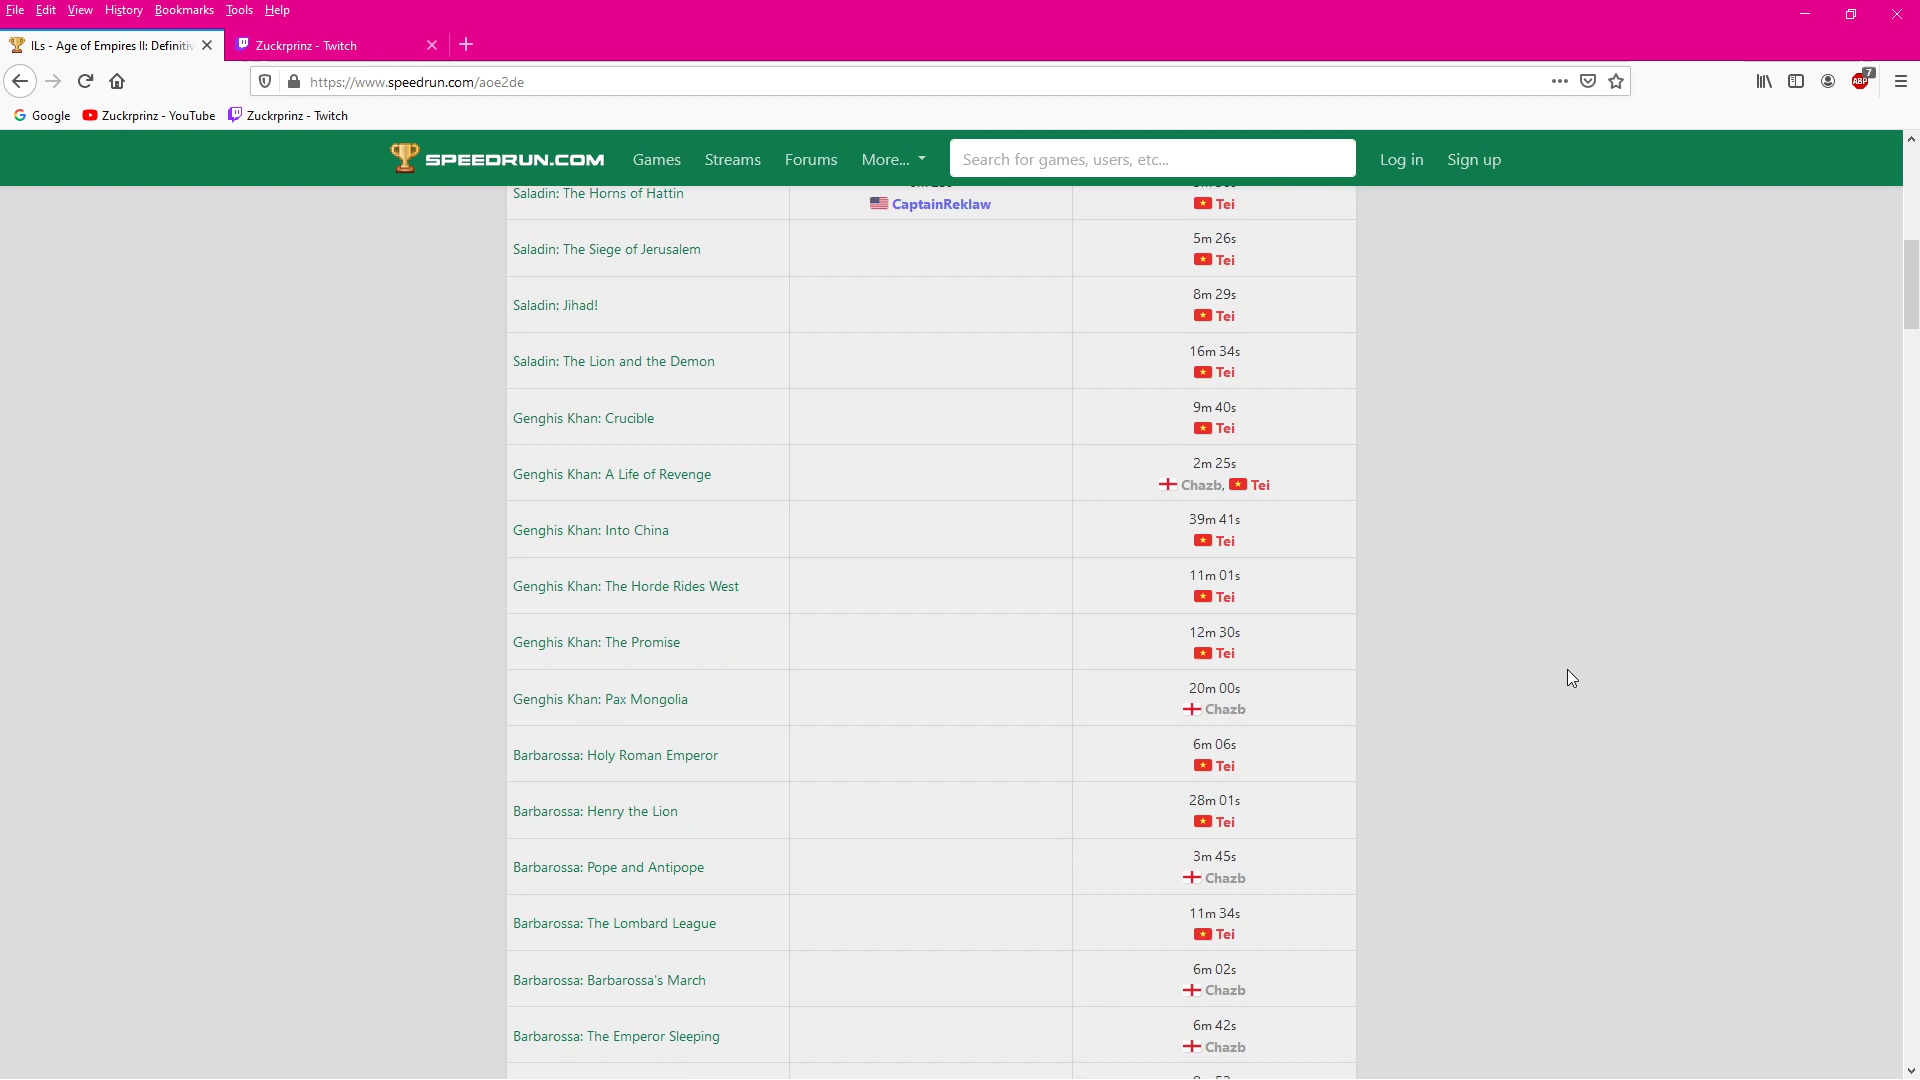 File Edit View History Bookmarks Tools Help
ILs - Age of Empires II: Definitiv
Zuckrprinz - Twitch
https://www.speedrun.com/aoe2de
ABP 7
Google Zuckrprinz - YouTube Zuckrprinz - Twitch
SPEEDRUN.COM Games Streams Forums More... Search for games, users, etc... Log in Sign up
Saladin: The Horns of Hattin
CaptainReklaw Tei
5m 26s
Saladin: The Siege of Jerusalem
Tei
8m 29s
Saladin: Jihad!
Tei
16m 34s
Saladin: The Lion and the Demon
Tei
9m 40s
Genghis Khan: Crucible
Tei
2m 25s
Genghis Khan: A Life of Revenge
Chazb, Tei
39m 41s
Genghis Khan: Into China
Tei
11m 01s
Genghis Khan: The Horde Rides West
Tei
12m 30s
Genghis Khan: The Promise
Tei
20m 00s
Genghis Khan: Pax Mongolia
Chazb
6m 06s
Barbarossa: Holy Roman Emperor
Tei
28m 01s
Barbarossa: Henry the Lion
Tei
3m 45s
Barbarossa: Pope and Antipope
Chazb
11m 34s
Barbarossa: The Lombard League
Tei
6m 02s
Barbarossa: Barbarossa's March
Chazb
6m 42s
Barbarossa: The Emperor Sleeping
Chazb